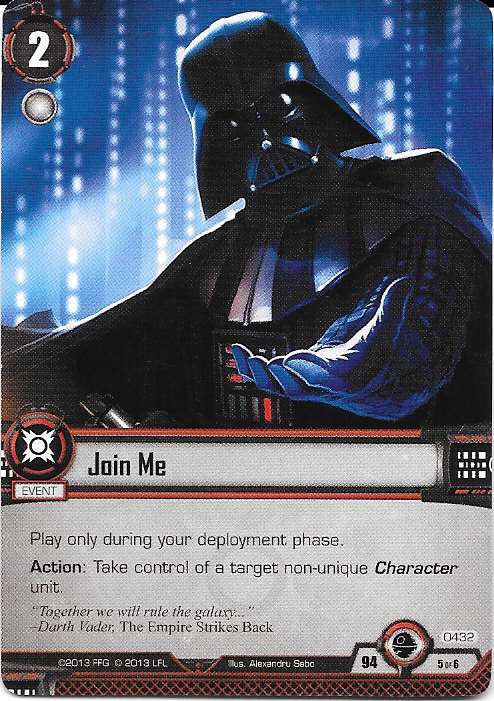 2
Join Me
EVENT
Play only during your deployment phase.
Action: Take control of a target non-unique Character
unit.
“Together we will rule the galaxy...”
–Darth Vader, The Empire Strikes Back
0432
©2013 FFG © 2013 LFL Illus. Alexandru Sabo 94 5 OF 6